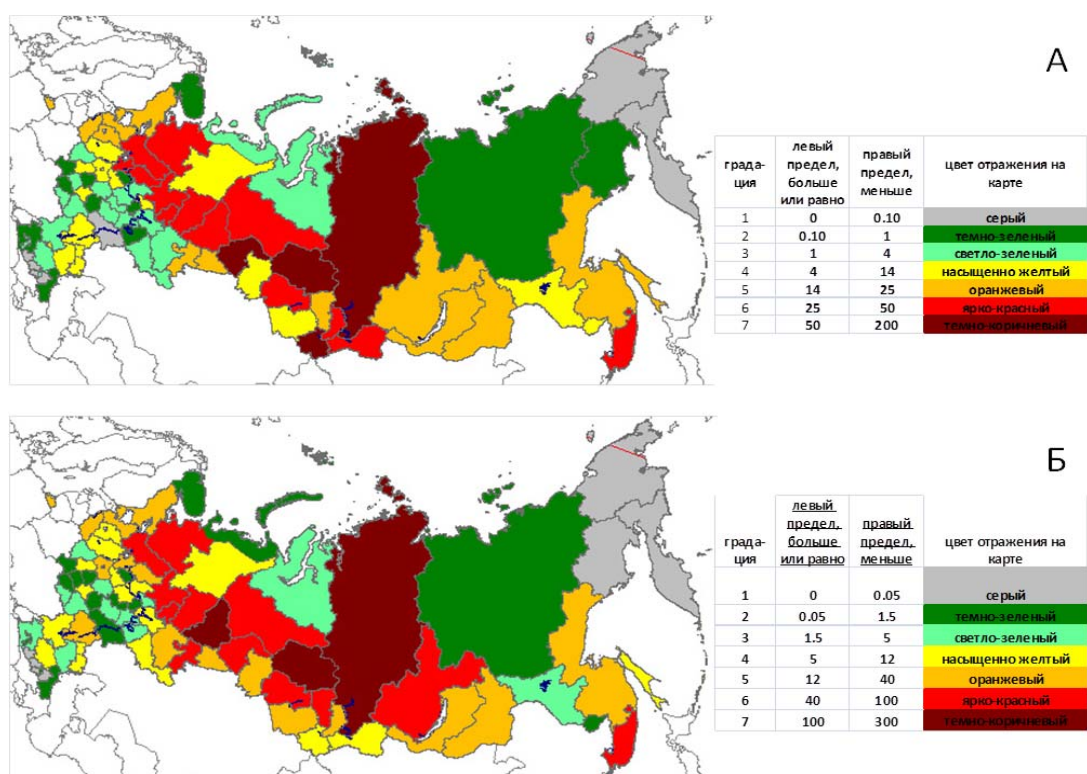 А
града-
ция
левый
предел,
больше
или равно
правый
предел,
меньше
цвет отражения на
карте
1 0 0.10 серый
2 0.10 1 темно-зеленый
3 1 4 светло-зеленый
4 4 14 насыщенно желтый
5 14 25 оранжевый
6 25 50 ярко-красный
7 50 200 темно-коричневый
Б
града-
ция
левый
предел,
больше
или равно
правый
предел,
меньше
цвет отражения на
карте
1 0 0.05 серый
2 0.05 1.5 темно-зеленый
3 1.5 5 светло-зеленый
4 5 12 насыщенно желтый
5 12 40 оранжевый
6 40 100 ярко-красный
7 100 300 темно-коричневый